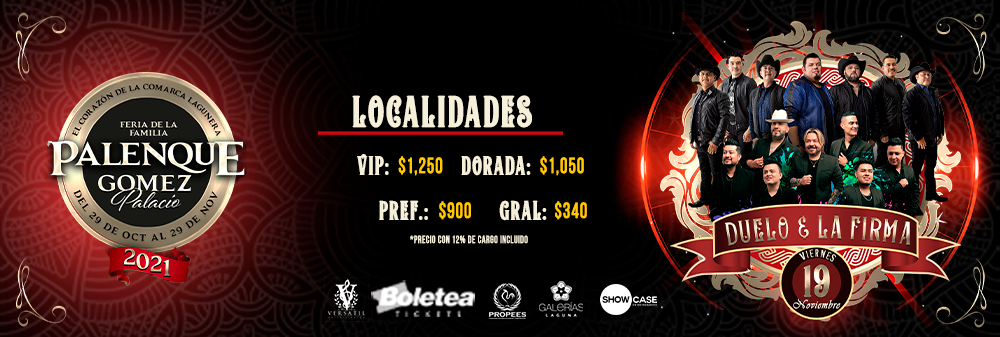 EL CORAZÓN DE LA COMARCA LAGUNERA
FERIA DE LA
FAMILIA
PALENQUE
GOMEZ
Palacio
DEL 29 DE OCT AL 29 DE NOV
2021
LOCALIDADES
VIP: $1,250 DORADA: $1,050
PREF.: $900 GRAL: $340
*PRECIO CON 12% DE CARGO INCLUIDO
VERSATIL
Boletea
TICKETS
PROPEES
GALERÍAS
LAGUNA
SHOWCASE
DUELO & LA FIRMA
VIERNES
19
Noviembre